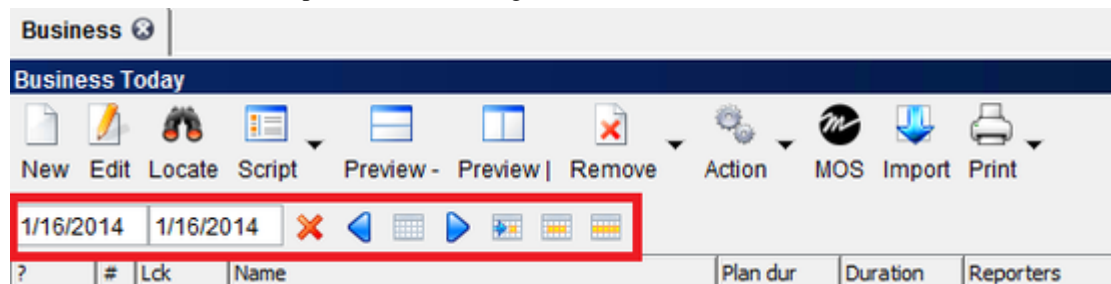 Business
Business Today
New Edit Locate Script Preview - Preview | Remove Action MOS Import Print
1/16/2014 1/16/2014
? # Lck Name Plan dur Duration Reporters